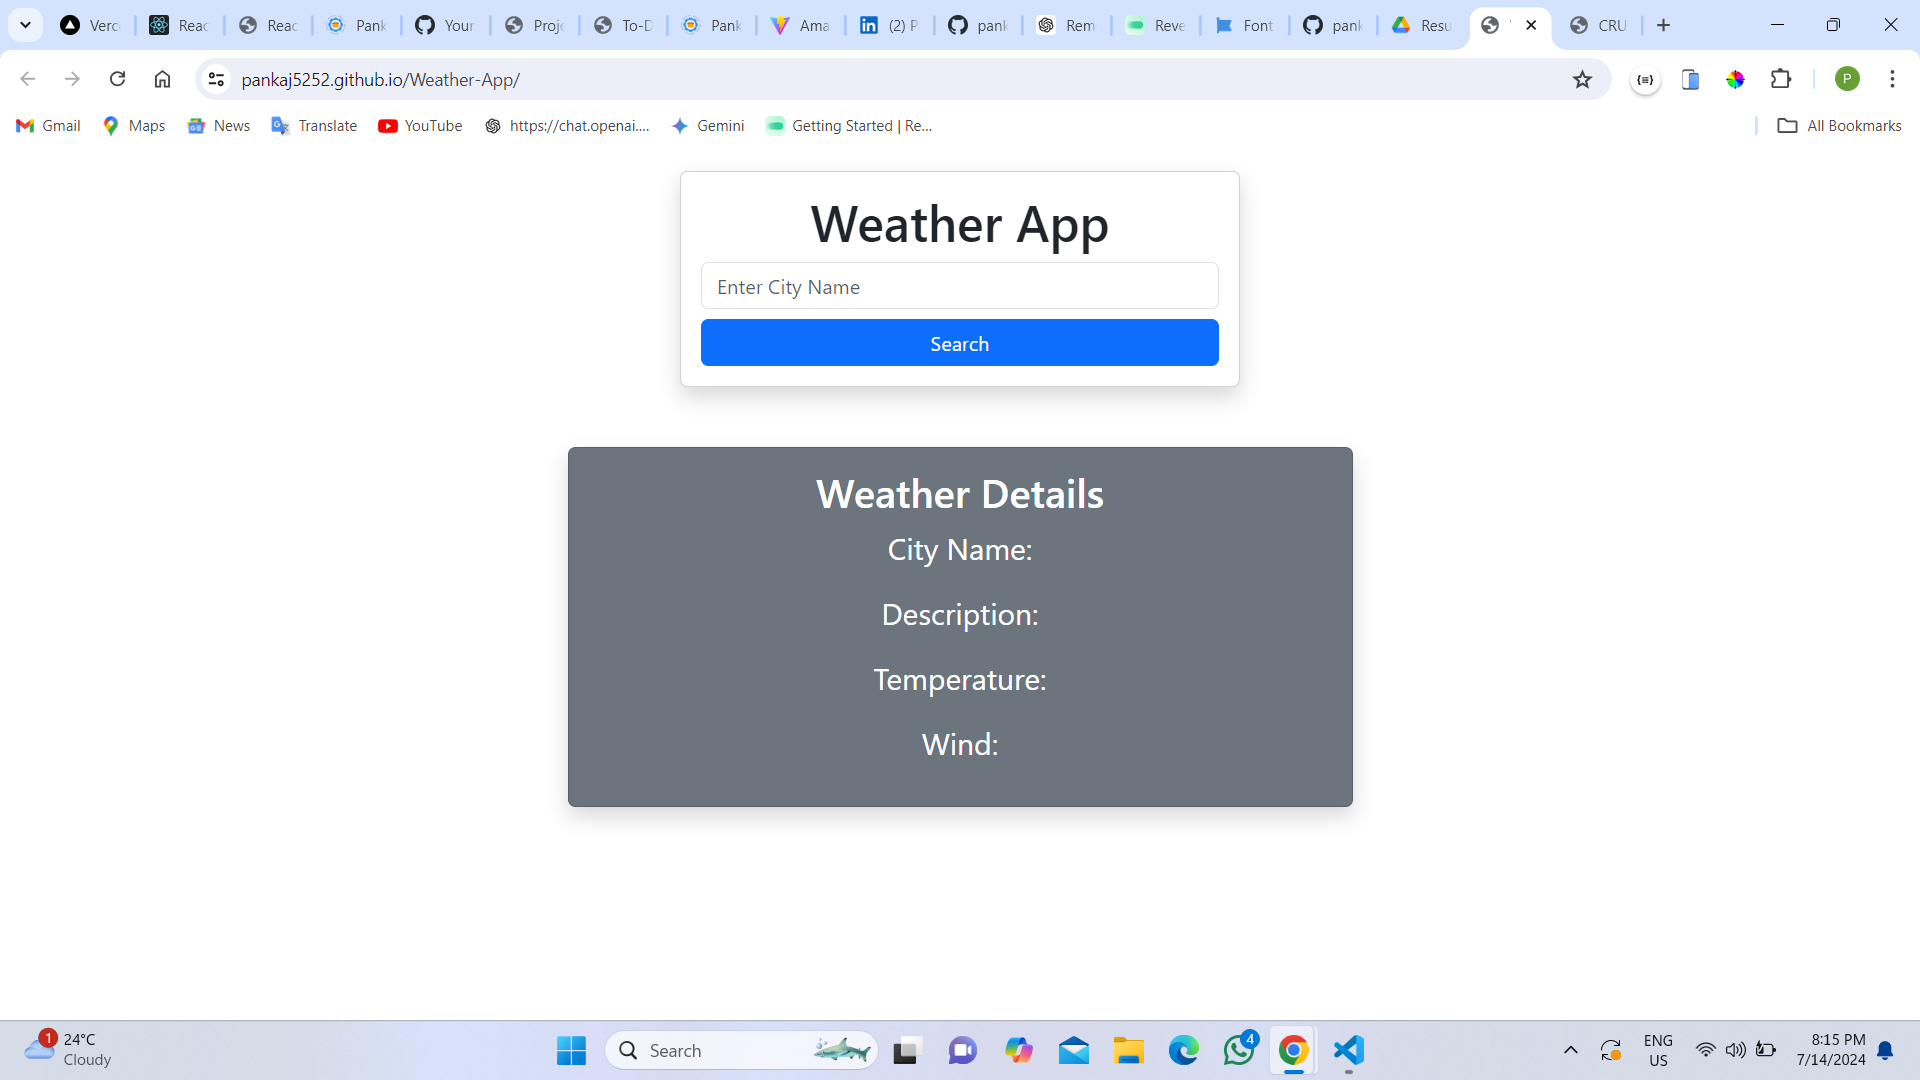 Verc
Reac
Reac
Pank
Your
Proje
To-D
Pank
Ama
(2) P
pank
Rem
Reve
Font
pank
Resu
CRU
pankaj5252.github.io/Weather-App/
P
Gmail
Maps
News
Translate
YouTube
https://chat.openai....
Gemini
Getting Started | Re...
All Bookmarks
Weather App
Enter City Name
Search
Weather Details
City Name:
Description:
Temperature:
Wind:
1
24°C
Cloudy
Search
4
ENG
US
8:15 PM
7/14/2024